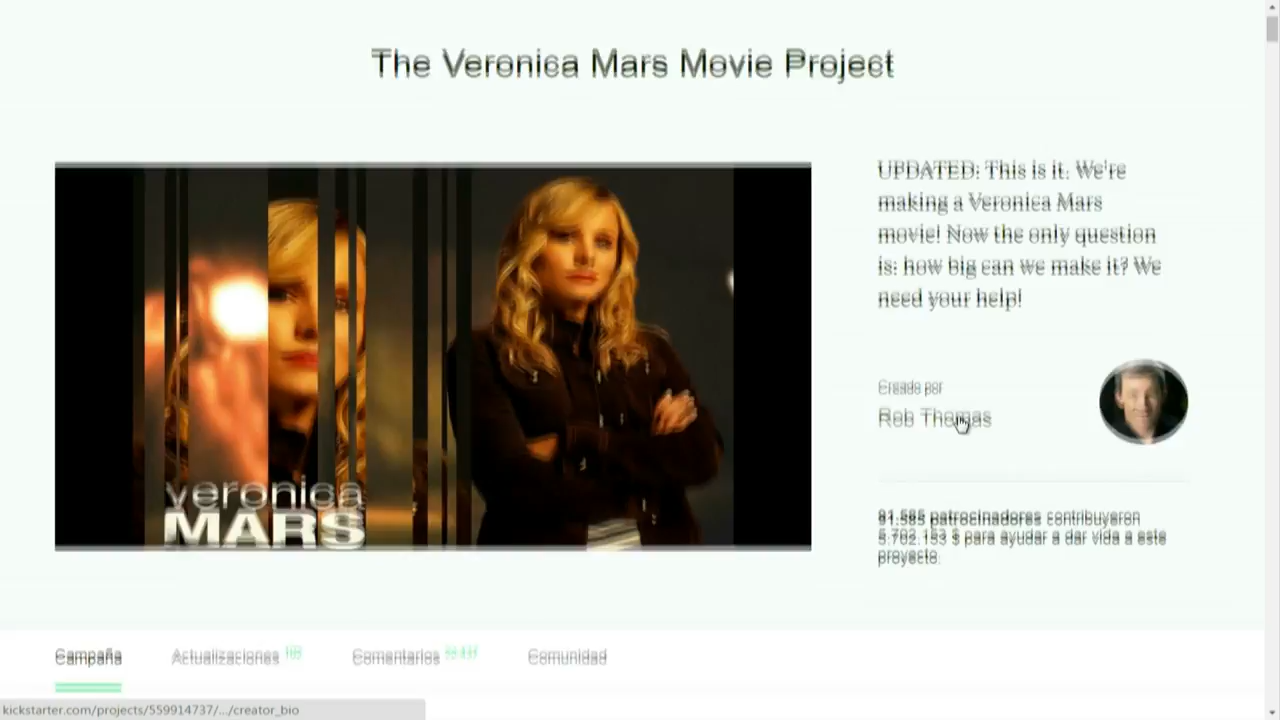 The Veronica Mars Movie Project
UPDATED: This is it. We're
making a Veronica Mars
movie! Now the only question
is: how big can we make it? We
need your help!
Creado por
Rob Thomas
veronica
MARS
91.585 patrocinadores contribuyeron
5.702.153 $ para ayudar a dar vida a este
proyecto.
Campaña
Actualizaciones
Comentarios
Comunidad
kickstarter.com/projects/559914737/.../creator_bio